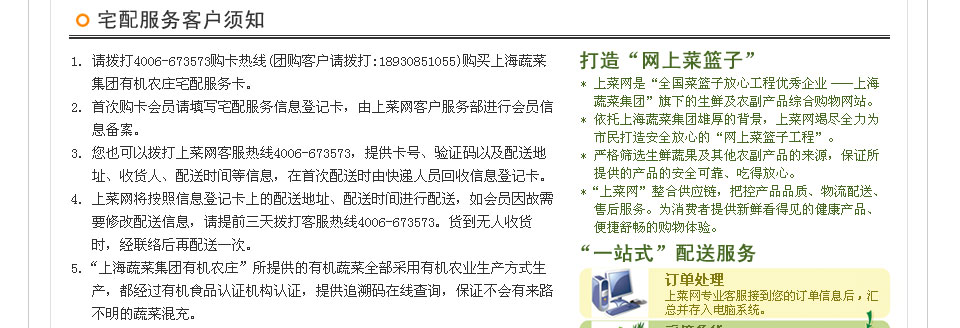 宅配服务客户须知
1. 请拨打4006-673573购卡热线(团购客户请拨打:18930851055)购买上海蔬菜
集团有机农庄宅配服务卡。
2. 首次购卡会员请填写宅配服务信息登记卡，由上菜网客户服务部进行会员信
息备案。
3. 您也可以拨打上菜网客服热线4006-673573，提供卡号、验证码以及配送地
址、收货人、配送时间等信息，在首次配送时由快递人员回收信息登记卡。
4. 上菜网将按照信息登记卡上的配送地址、配送时间进行配送，如会员因故需
要修改配送信息，请提前三天拨打客服热线4006-673573。货到无人收货
时，经联络后再配送一次。
5. “上海蔬菜集团有机农庄”所提供的有机蔬菜全部采用有机农业生产方式生
产，都经过有机食品认证机构认证，提供追溯码在线查询，保证不会有来路
不明的蔬菜混充。
打造“网上菜篮子”
* 上菜网是“全国菜篮子放心工程优秀企业 ——上海
蔬菜集团”旗下的生鲜及农副产品综合购物网站。
* 依托上海蔬菜集团雄厚的背景，上菜网竭尽全力为
市民打造安全放心的“网上菜篮子工程”。
* 严格筛选生鲜蔬果及其他农副产品的来源，保证所
提供的产品的安全可靠、吃得放心。
* “上菜网”整合供应链，把控产品品质、物流配送、
售后服务。为消费者提供新鲜看得见的健康产品、
便捷舒畅的购物体验。
“一站式”配送服务
订单处理
上菜网专业客服接到您的订单信息后，汇
总并存入电脑系统。